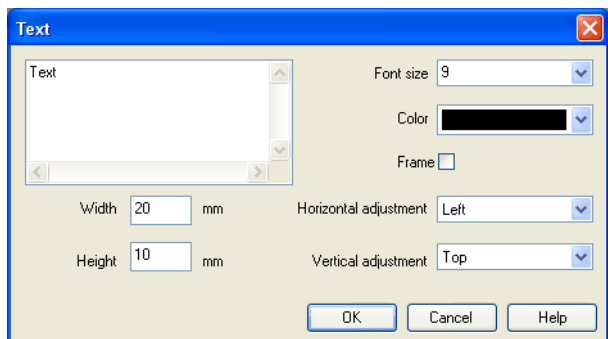 Text
Text
Font size 9
Color
Frame
Width 20 mm
Horizontal adjustment Left
Height 10 mm
Vertical adjustment Top
OK Cancel Help